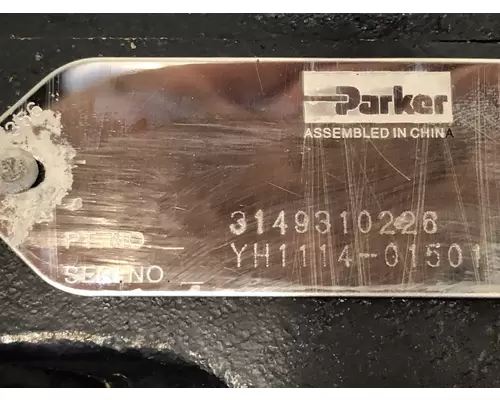 Parker
ASSEMBLED IN CHINA
PT NO 3149310226
SER NO YH1114-01501